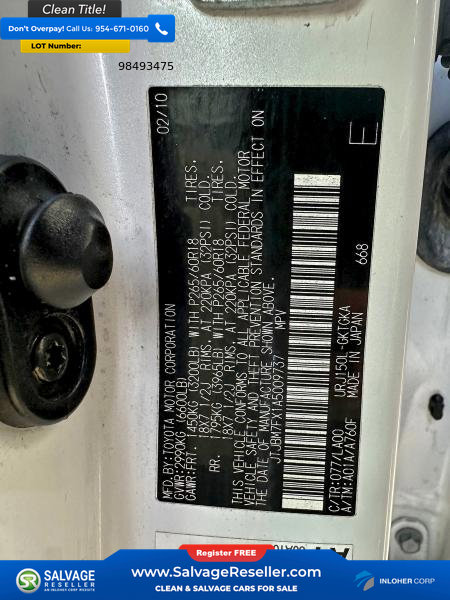 Clean Title!
Don't Overpay! Call Us: 954-671-0160
LOT Number:
98493475
MFD.BY:TOYOTA MOTOR CORPORATION 02/10
GVWR:2990KG (6600LB)
GAWR:FRT. 1450KG (3200LB) WITH P265/60R18 TIRES.
18X7 1/2J RIMS. AT 220KPA (32PSI) COLD.
RR. 1795KG (3965LB) WITH P265/60R18 TIRES.
18X7 1/2J RIMS. AT 220KPA (32PSI) COLD.
THIS VEHICLE CONFORMS TO ALL APPLICABLE FEDERAL MOTOR
VEHICLE SAFETY AND THEFT PREVENTION STANDARDS IN EFFECT ON
THE DATE OF MANUFACTURE SHOWN ABOVE.
JTJBM7FX1A5009737 MPV
E
C/TR:077/LA00 URJ150L-GKTGKA
A/TM:A01A/A760F MADE IN JAPAN 668
Register FREE
SALVAGE
RESELLER
AN INLOHER CORP WEBSITE
www.SalvageReseller.com
CLEAN & SALVAGE CARS FOR SALE
INLOHER CORP